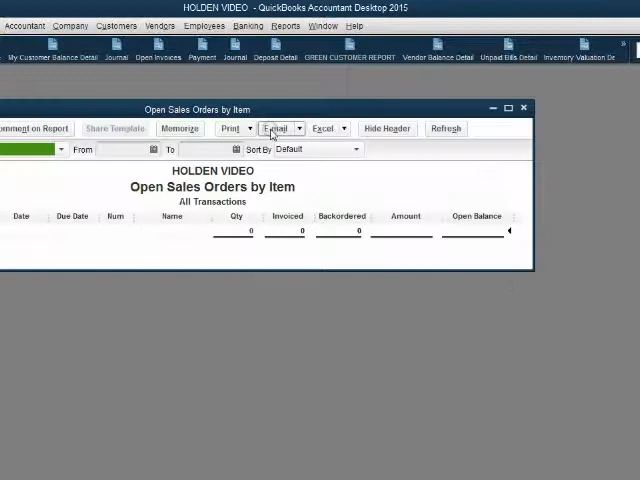 HOLDEN VIDEO - QuickBooks Accountant Desktop 2015
Accountant Company Customers Vendors Employees Banking Reports Window Help
My Customer Balance Detail Journal Open Invoices Payment Journal Deposit Detail GREEN CUSTOMER REPORT Vendor Balance Detail Unpaid Bills Detail Inventory Valuation De
Open Sales Orders by Item
omment on Report Share Template Memorize Print E-mail Excel Hide Header Refresh
From To Sort By Default
HOLDEN VIDEO
Open Sales Orders by Item
All Transactions
Date Due Date Num Name Qty Invoiced Backordered Amount Open Balance
0 0 0